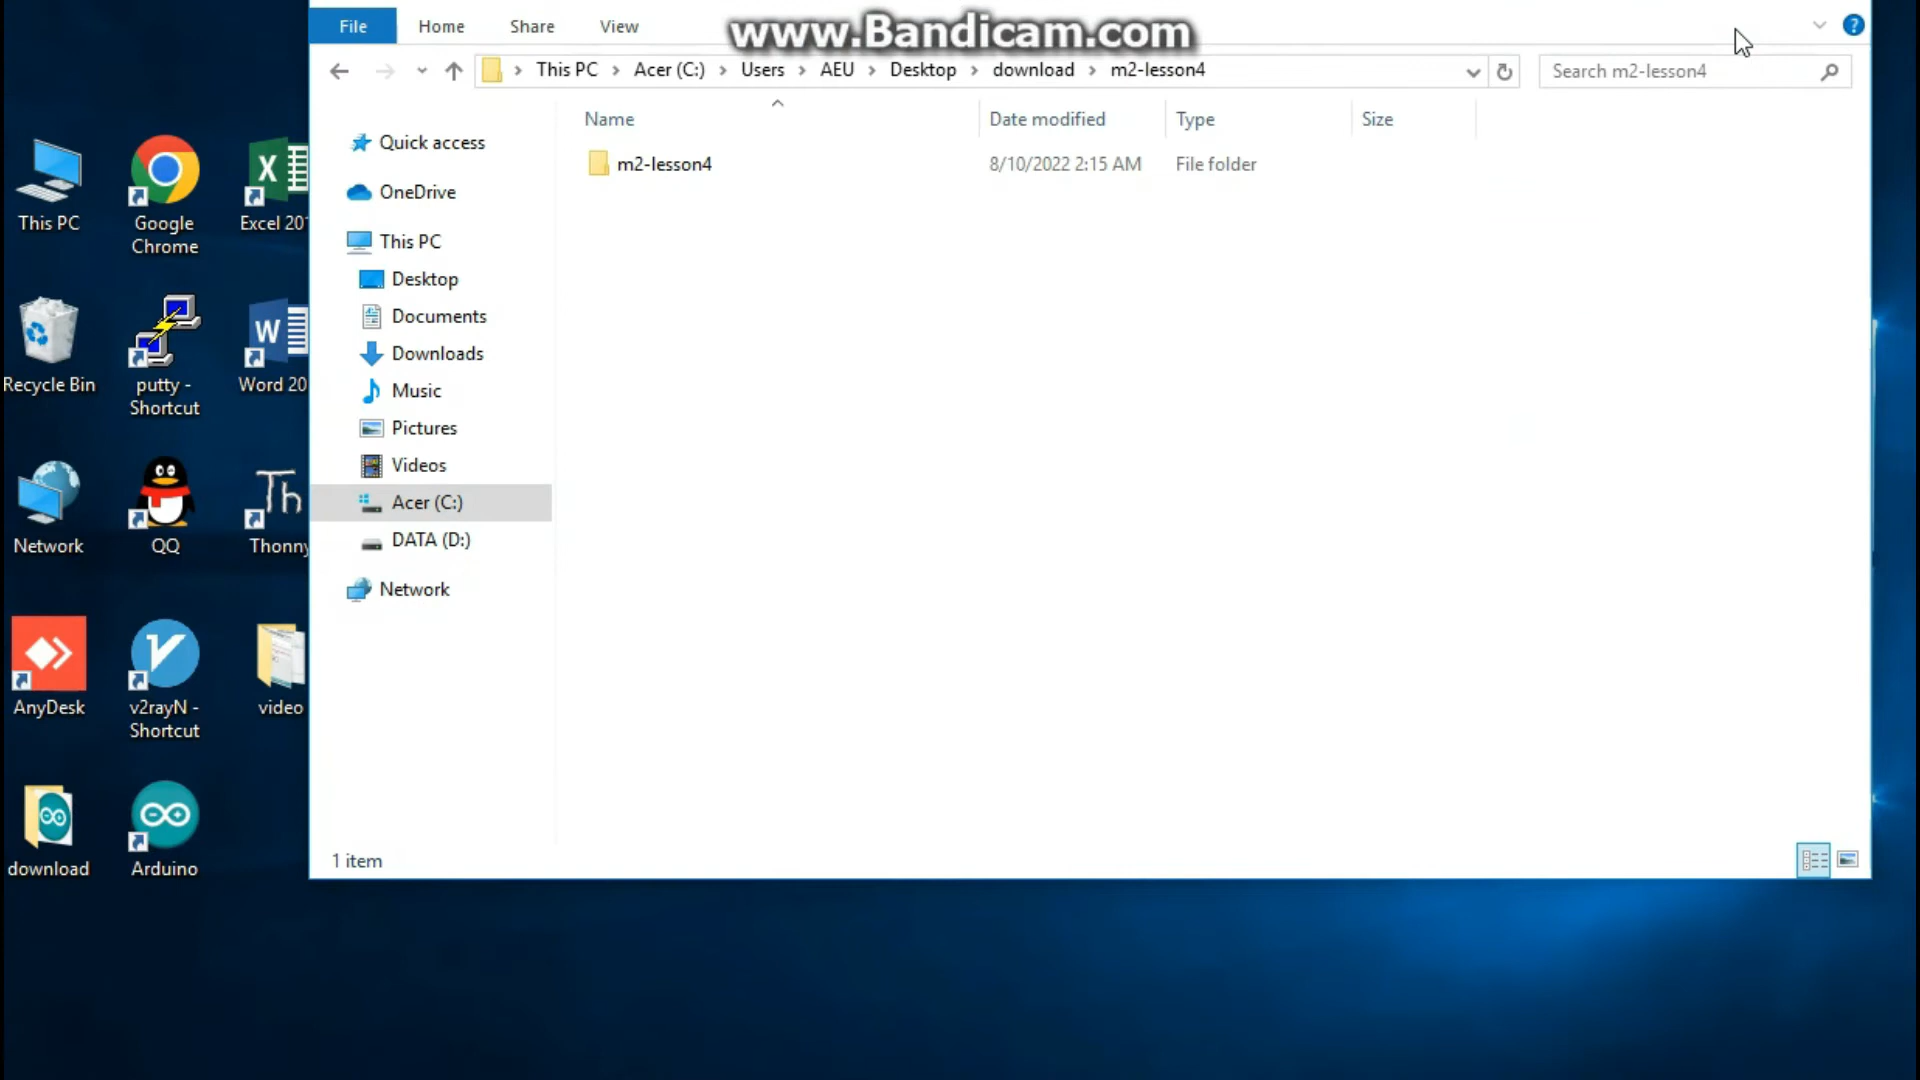 www.Bandicam.com
File Home Share View
This PC Acer (C:) Users AEU Desktop download m2-lesson4
Search m2-lesson4
Name Date modified Type Size
m2-lesson4 8/10/2022 2:15 AM File folder
Quick access
OneDrive
This PC
Desktop
Documents
Downloads
Music
Pictures
Videos
Acer (C:)
DATA (D:)
Network
1 item
This PC
Google
Chrome
Excel 20
Recycle Bin
putty -
Shortcut
Word 20
Network
QQ
Th
Thonny
AnyDesk
v2rayN -
Shortcut
video
download
Arduino